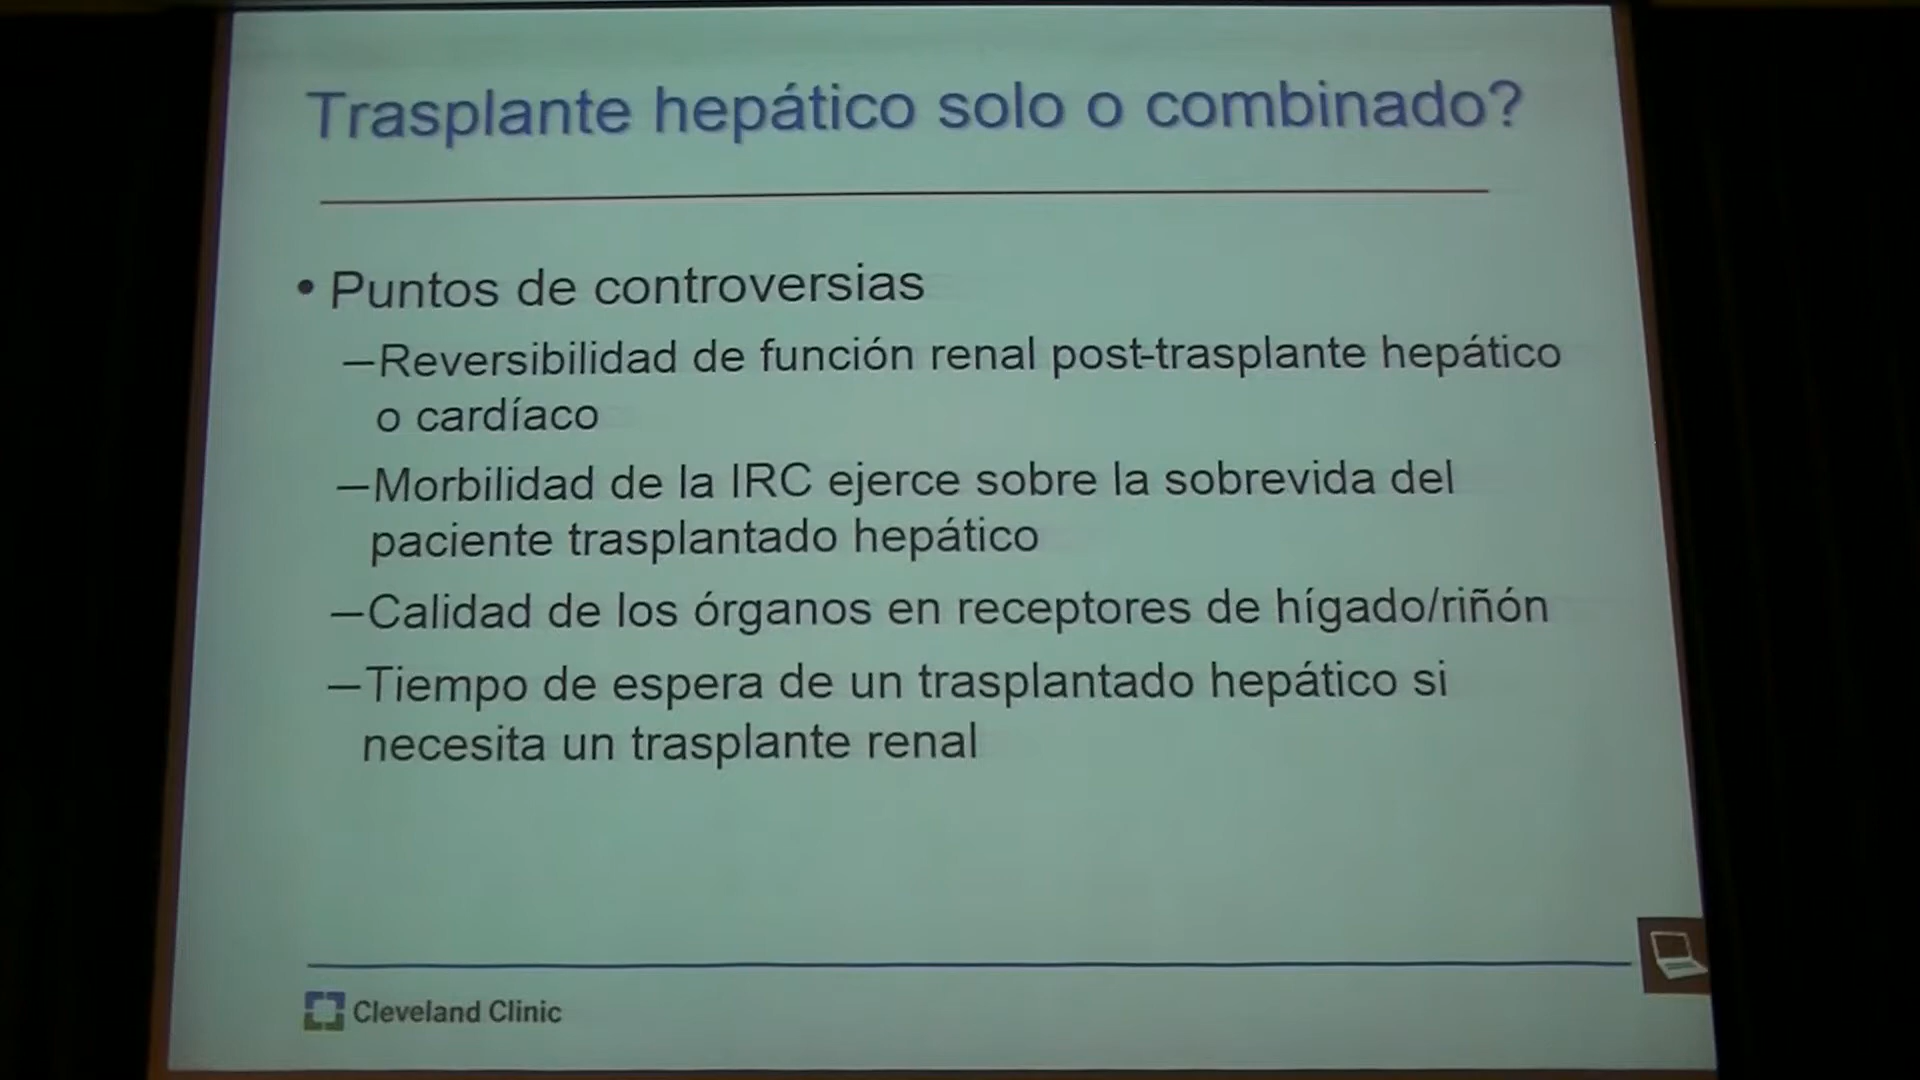 Trasplante hepático solo o combinado?
• Puntos de controversias
–Reversibilidad de función renal post-trasplante hepático
o cardíaco
–Morbilidad de la IRC ejerce sobre la sobrevida del
paciente trasplantado hepático
–Calidad de los órganos en receptores de hígado/riñón
–Tiempo de espera de un trasplantado hepático si
necesita un trasplante renal
Cleveland Clinic